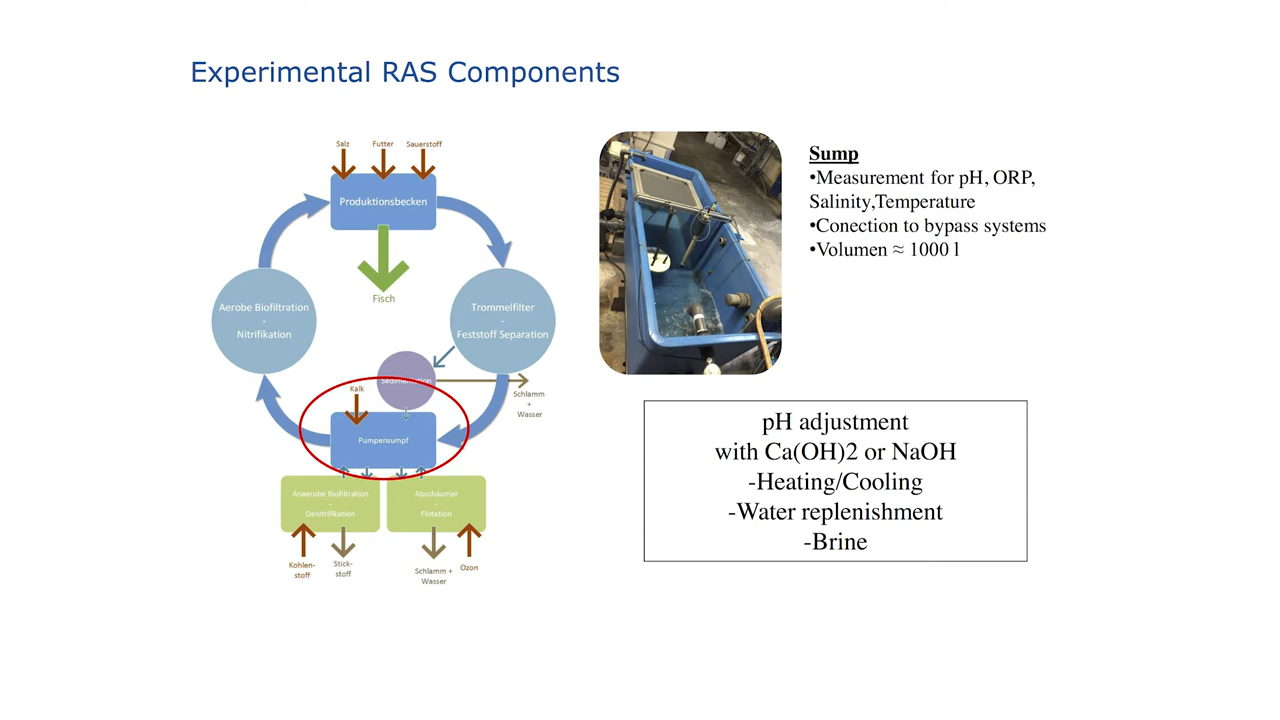 Experimental RAS Components
Salz
Futter
Sauerstoff
Produktionsbecken
Fisch
Aerobe Biofiltration
-
Nitrifikation
Trommelfilter
-
Feststoff Separation
Sedimentation
Schlamm
+
Wasser
Kalk
Pumpensumpf
Anaerobe Biofiltration
-
Denitrifikation
Abschäumer
-
Flotation
Kohlen-
stoff
Stick-
stoff
Schlamm +
Wasser
Ozon
Sump
•Measurement for pH, ORP,
Salinity,Temperature
•Conection to bypass systems
•Volumen ≈ 1000 l
pH adjustment
with Ca(OH)2 or NaOH
-Heating/Cooling
-Water replenishment
-Brine